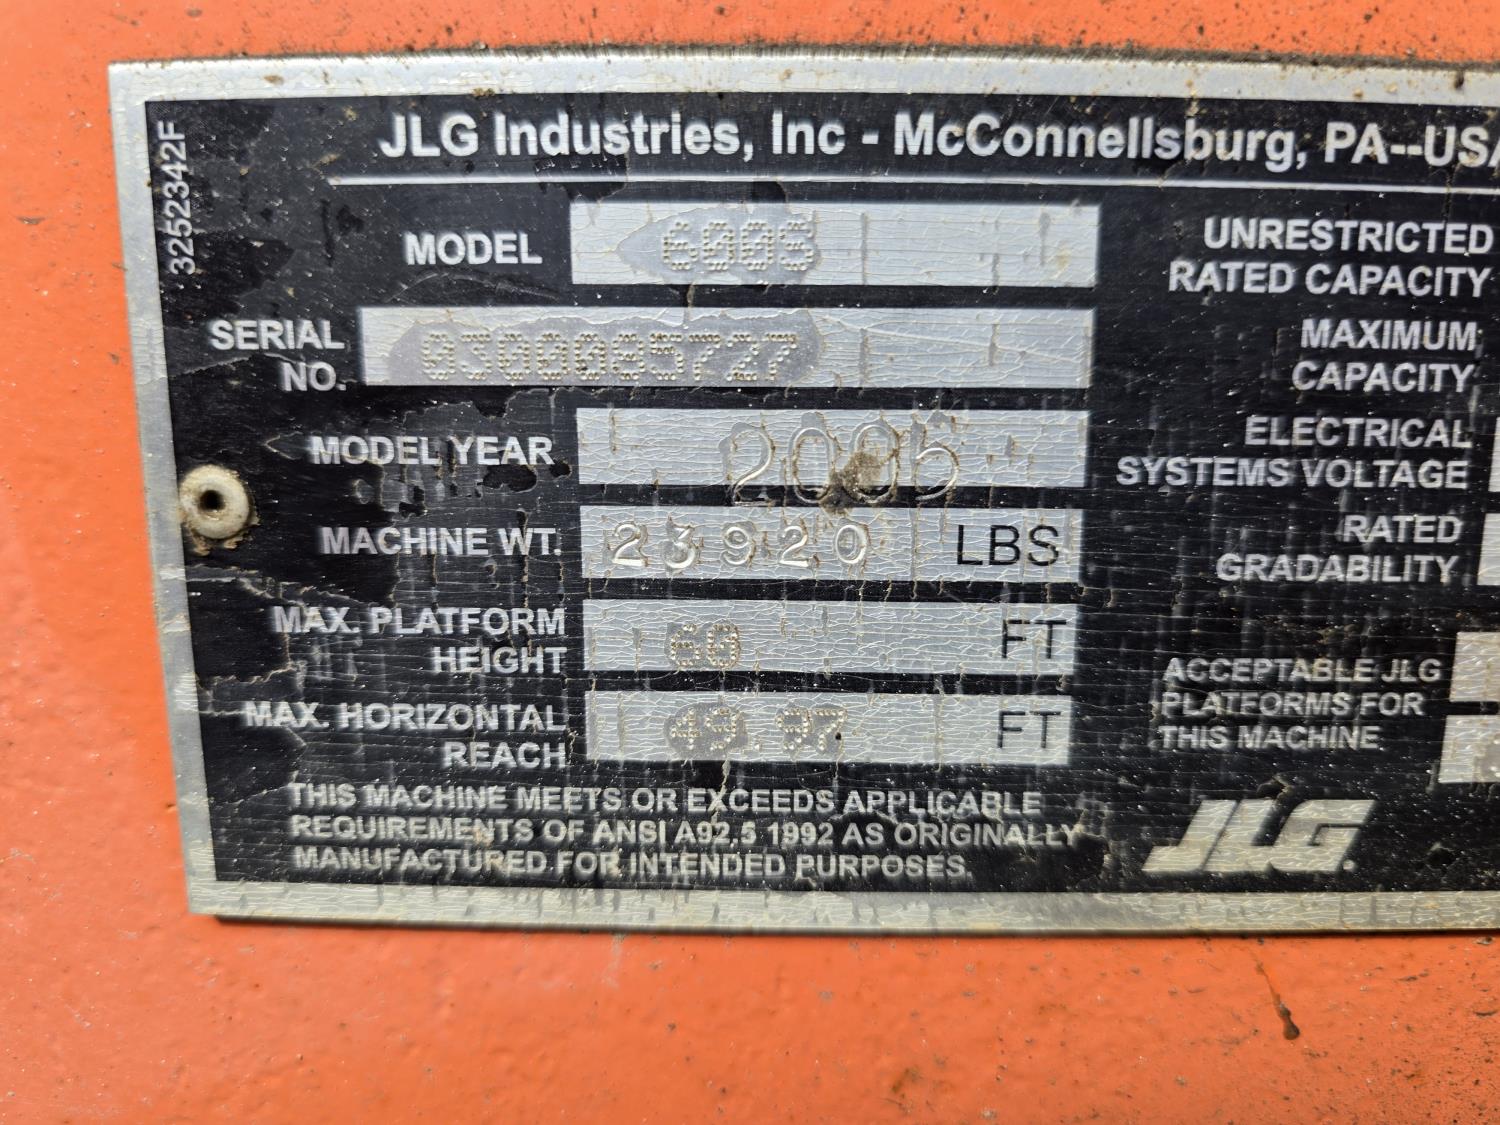 JLG Industries, Inc - McConnellsburg, PA--USA
3252342F
MODEL 600S
UNRESTRICTED
RATED CAPACITY
SERIAL
NO. 0300085727
MAXIMUM
CAPACITY
MODEL YEAR 2005
ELECTRICAL
SYSTEMS VOLTAGE
MACHINE WT. 23920 LBS
RATED
GRADABILITY
MAX. PLATFORM
HEIGHT 60 FT
ACCEPTABLE JLG
PLATFORMS FOR
THIS MACHINE
MAX. HORIZONTAL
REACH 49.97 FT
THIS MACHINE MEETS OR EXCEEDS APPLICABLE
REQUIREMENTS OF ANSI A92.5 1992 AS ORIGINALLY
MANUFACTURED FOR INTENDED PURPOSES.
JLG.